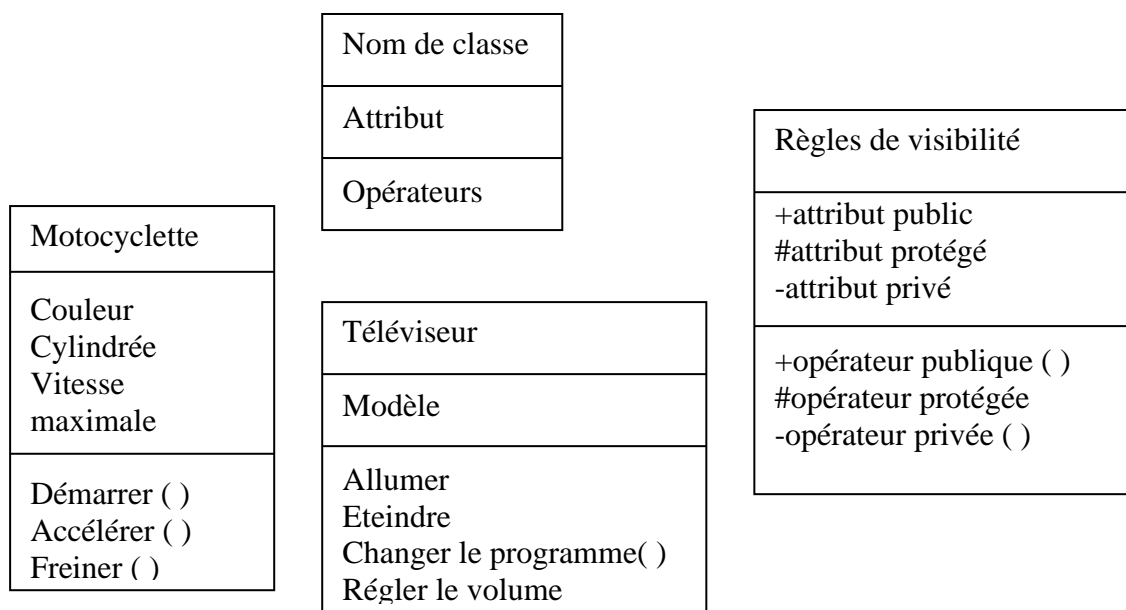 Nom de classe
Attribut
Opérateurs
Motocyclette
Couleur
Cylindrée
Vitesse
maximale
Démarrer ( )
Accélérer ( )
Freiner ( )
Téléviseur
Modèle
Allumer
Eteindre
Changer le programme( )
Régler le volume
Règles de visibilité
+attribut public
#attribut protégé
-attribut privé
+opérateur publique ( )
#opérateur protégée
-opérateur privée ( )